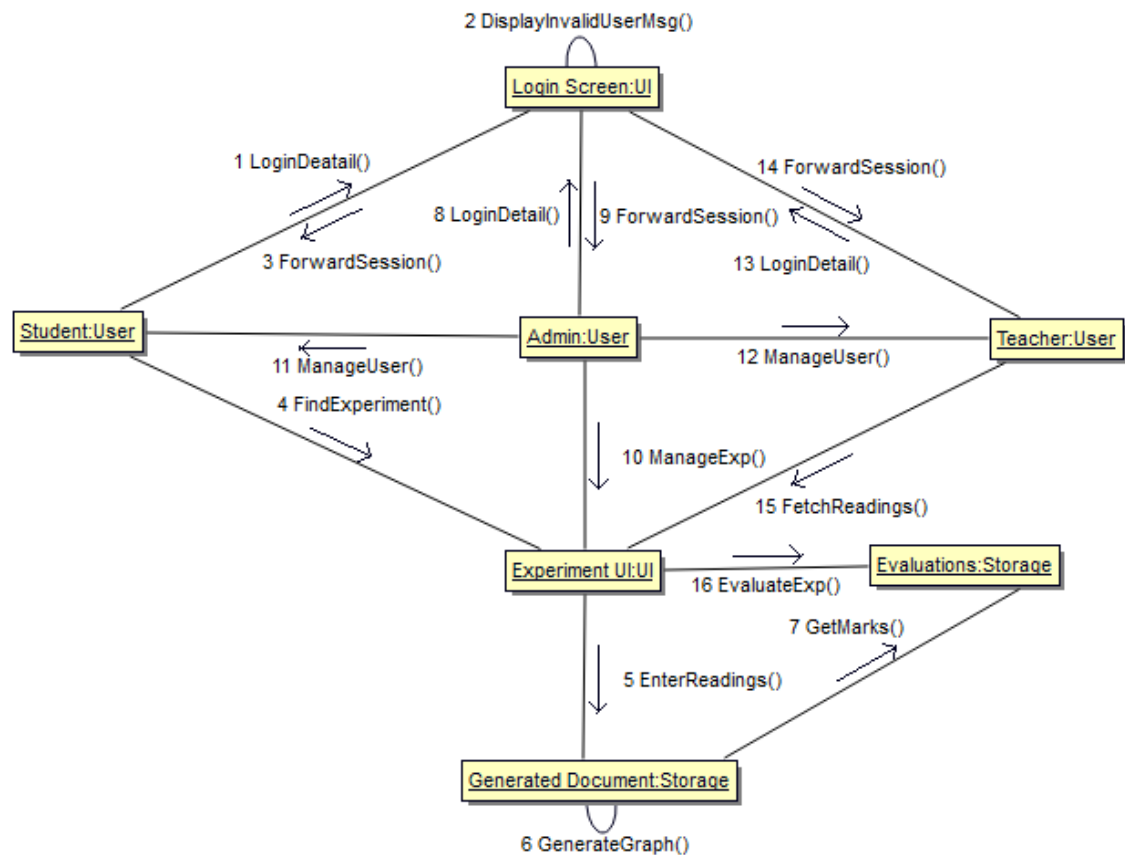 2 DisplayInvalidUserMsg()
Login Screen:UI
1 LoginDeatail()
14 ForwardSession()
8 LoginDetail()
9 ForwardSession()
3 ForwardSession()
13 LoginDetail()
Student:User
Admin:User
Teacher:User
11 ManageUser()
12 ManageUser()
4 FindExperiment()
10 ManageExp()
15 FetchReadings()
Experiment UI:UI
Evaluations:Storage
16 EvaluateExp()
7 GetMarks()
5 EnterReadings()
Generated Document:Storage
6 GenerateGraph()